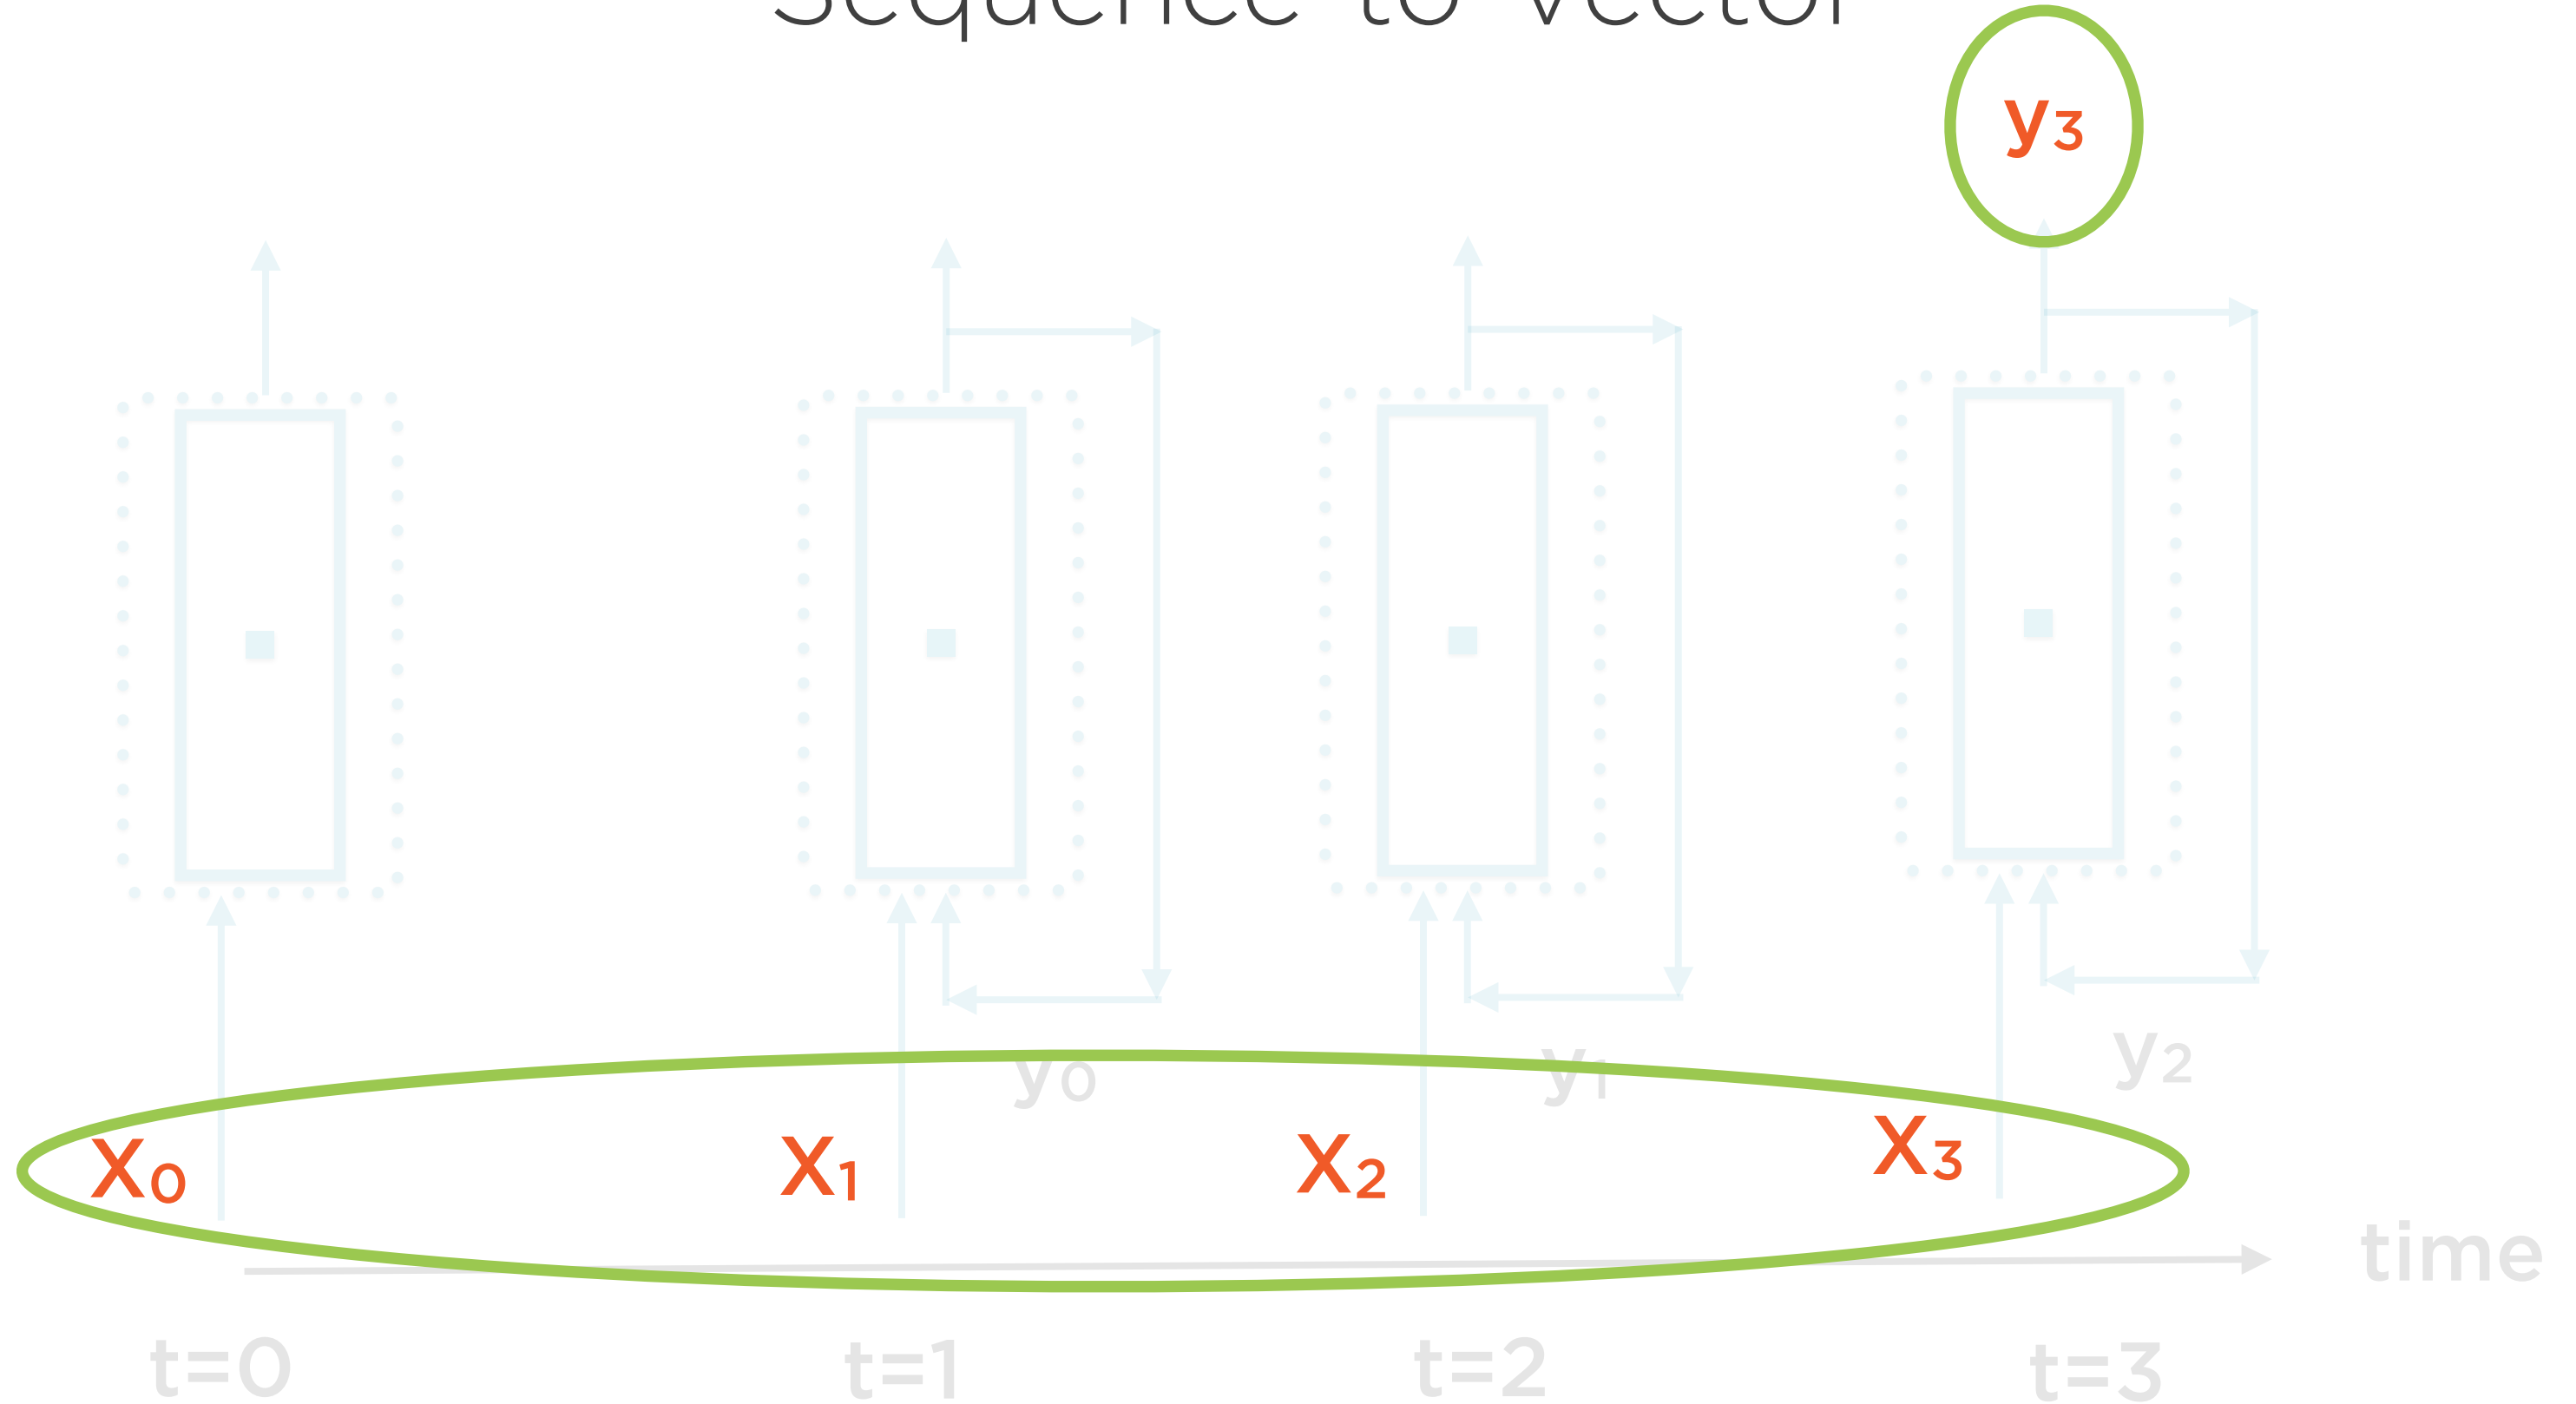 Sequence to Vector
y3
y0 y1 y2
X0 X1 X2 X3
time
t=0 t=1 t=2 t=3